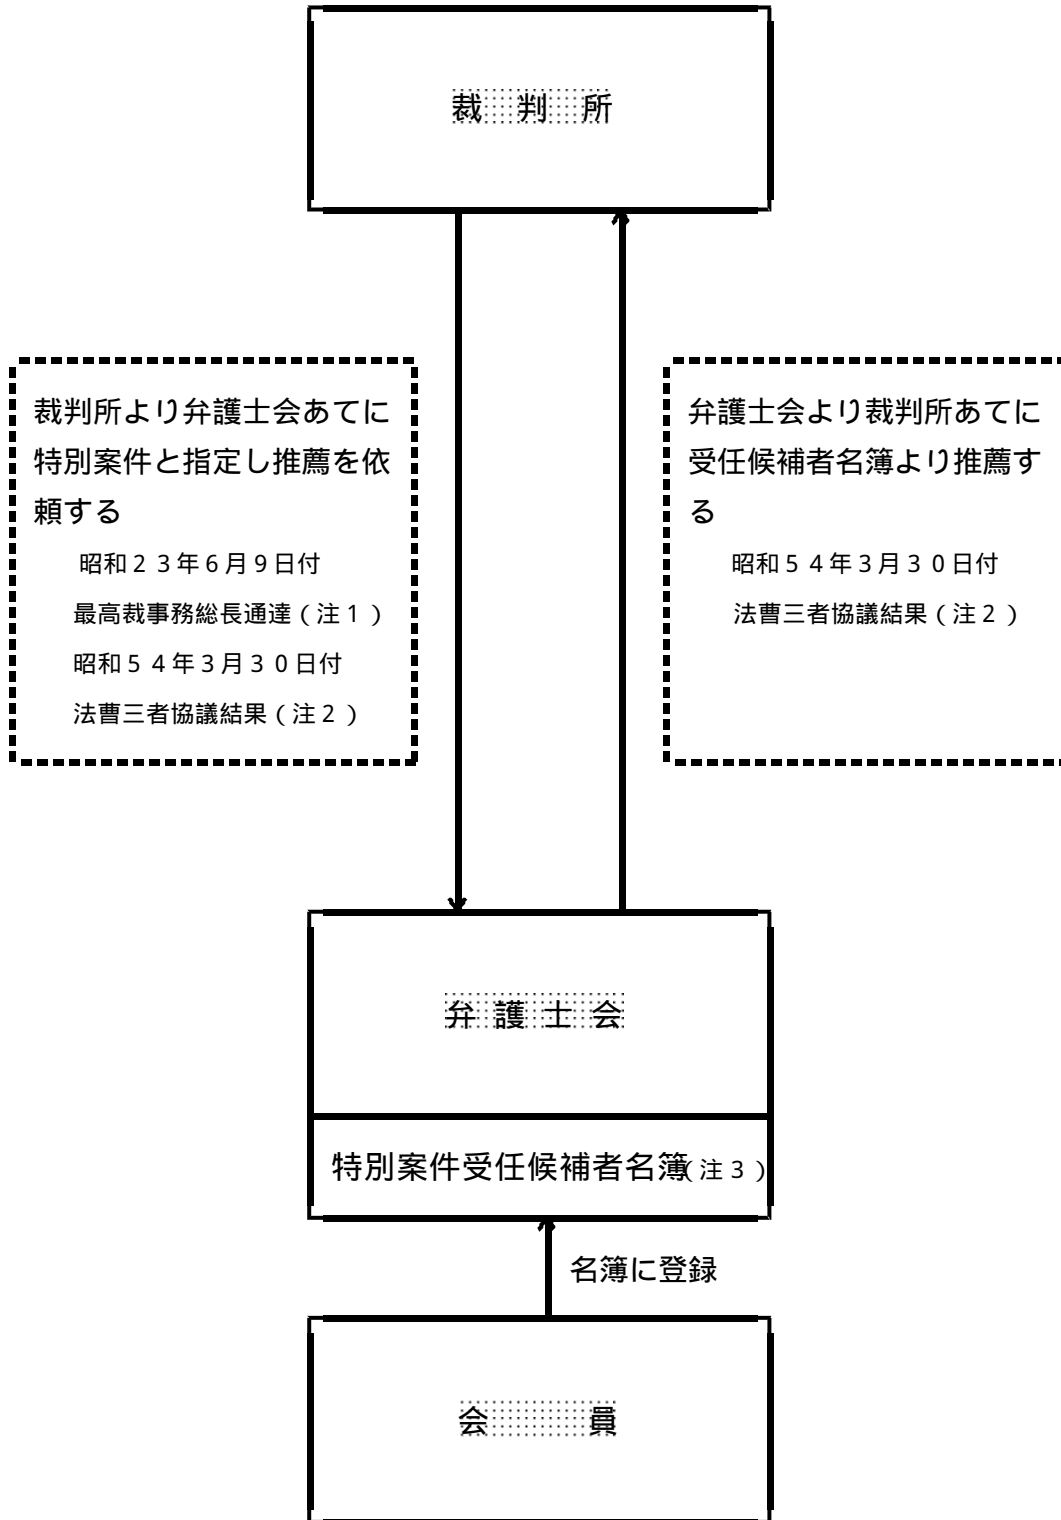 裁 判 所
裁判所より弁護士会あてに
特別案件と指定し推薦を依
頼する
昭和２３年６月９日付
最高裁事務総長通達（注１）
昭和５４年３月３０日付
法曹三者協議結果（注２）
弁護士会より裁判所あてに
受任候補者名簿より推薦す
る
昭和５４年３月３０日付
法曹三者協議結果（注２）
弁 護 士 会
特別案件受任候補者名簿（注３）
名簿に登録
会 員